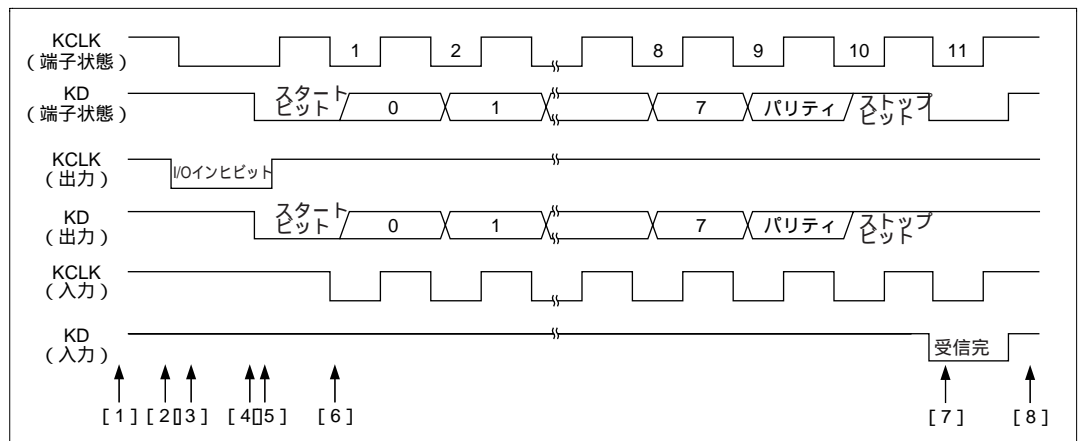 KCLK
（端子状態）
1 2 8 9 10 11
KD
（端子状態）
スタート
ビット
0 1 7 パリティ
ストップ
ビット
KCLK
（出力）
I/Oインヒビット
KD
（出力）
スタート
ビット
0 1 7 パリティ
ストップ
ビット
KCLK
（入力）
KD
（入力）
受信完
[1] [2][3] [4][5] [6] [7] [8]